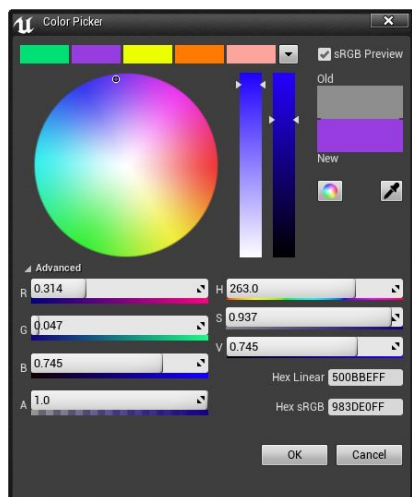 Color Picker
sRGB Preview
Old
New
Advanced
R 0.314
H 263.0
G 0.047
S 0.937
B 0.745
V 0.745
A 1.0
Hex Linear 500BBEFF
Hex sRGB 983DE0FF
OK Cancel